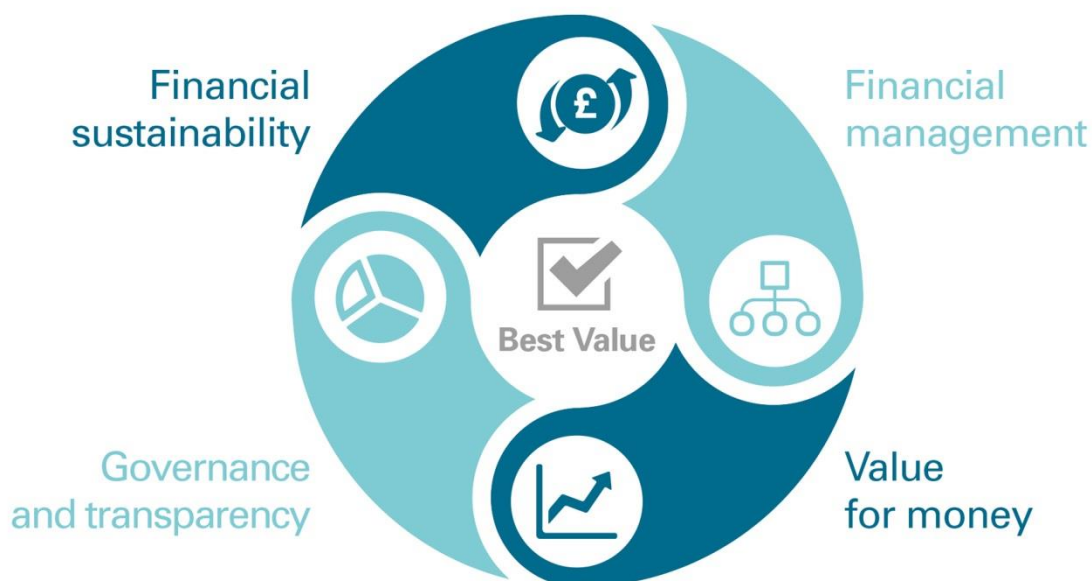 Financial
sustainability
£
Financial
management
Best Value
Governance
and transparency
Value
for money